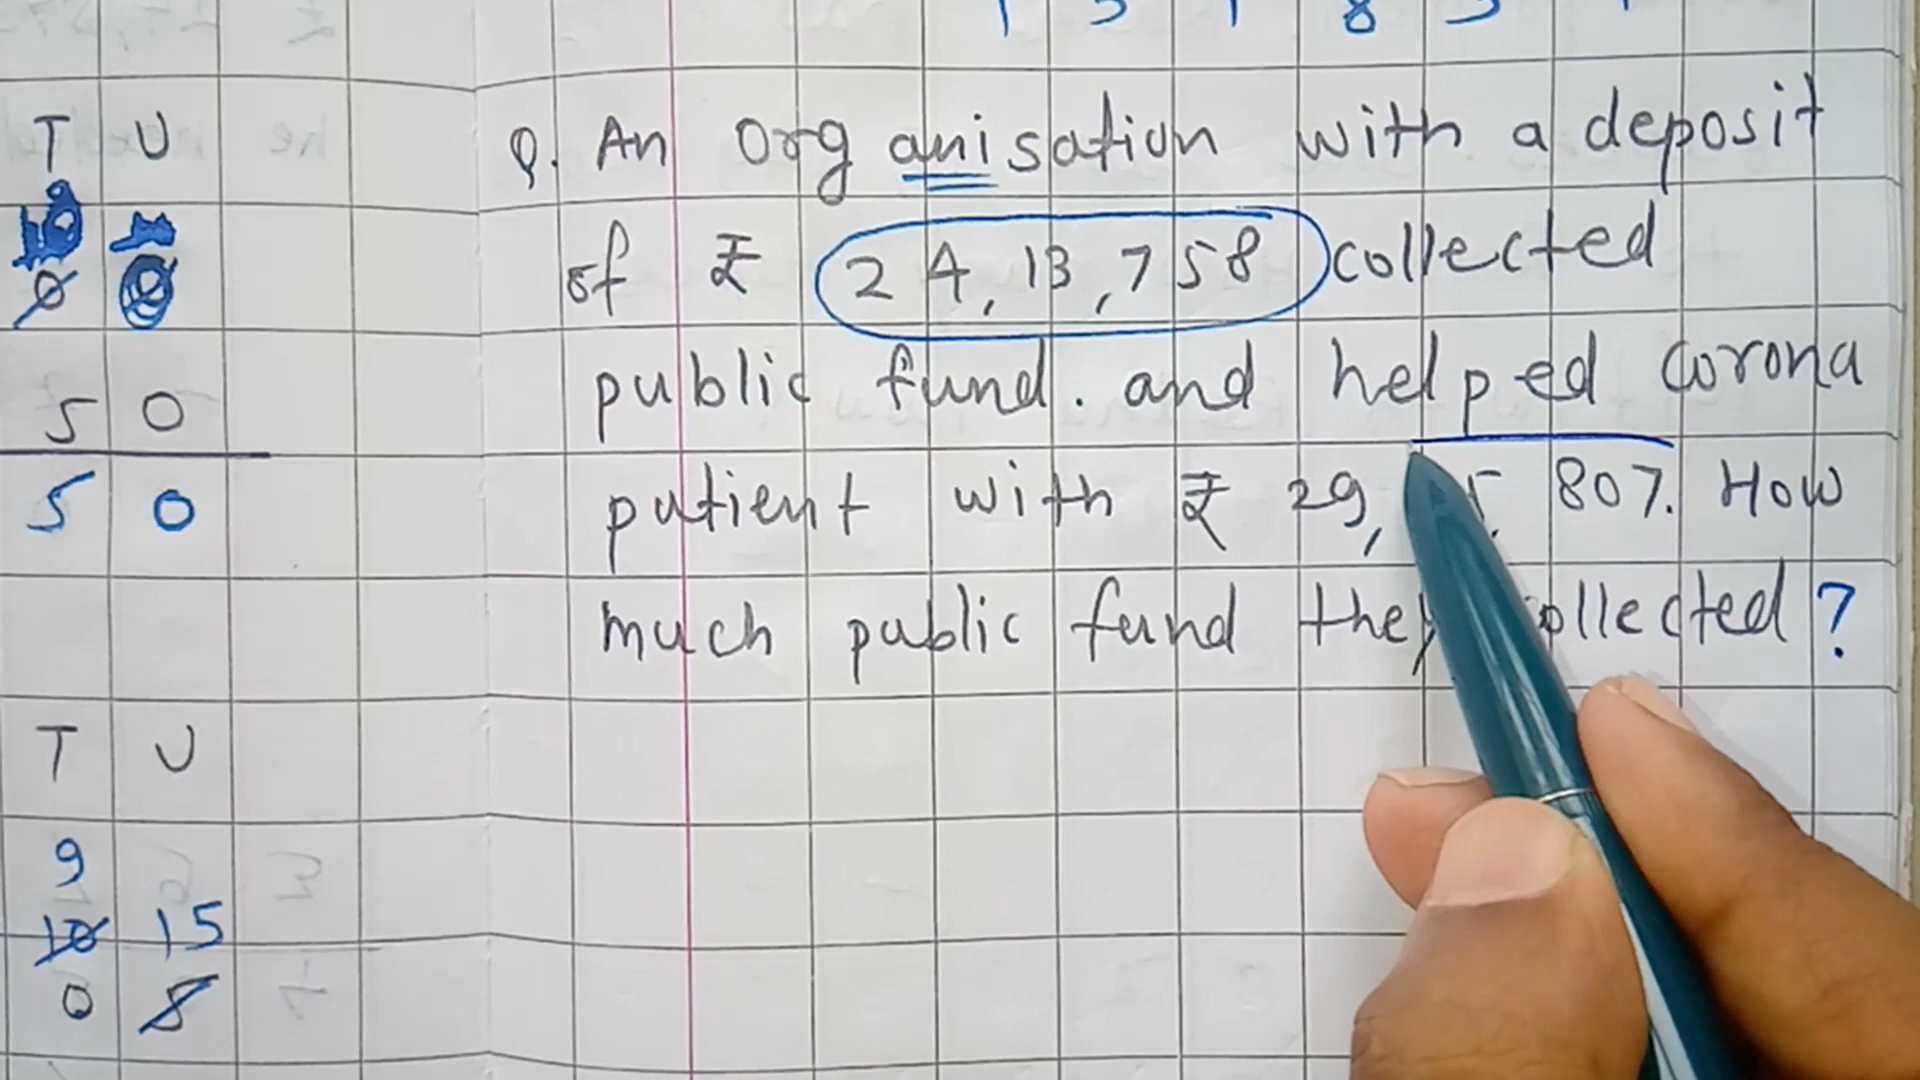 T U
5 0
5 0
T U
9
10 15
0 8
Q. An Organisation with a deposit
of ₹ 24,13,758 collected
public fund. and helped corona
patient with ₹ 29, 5, 807. How
much public fund they collected?